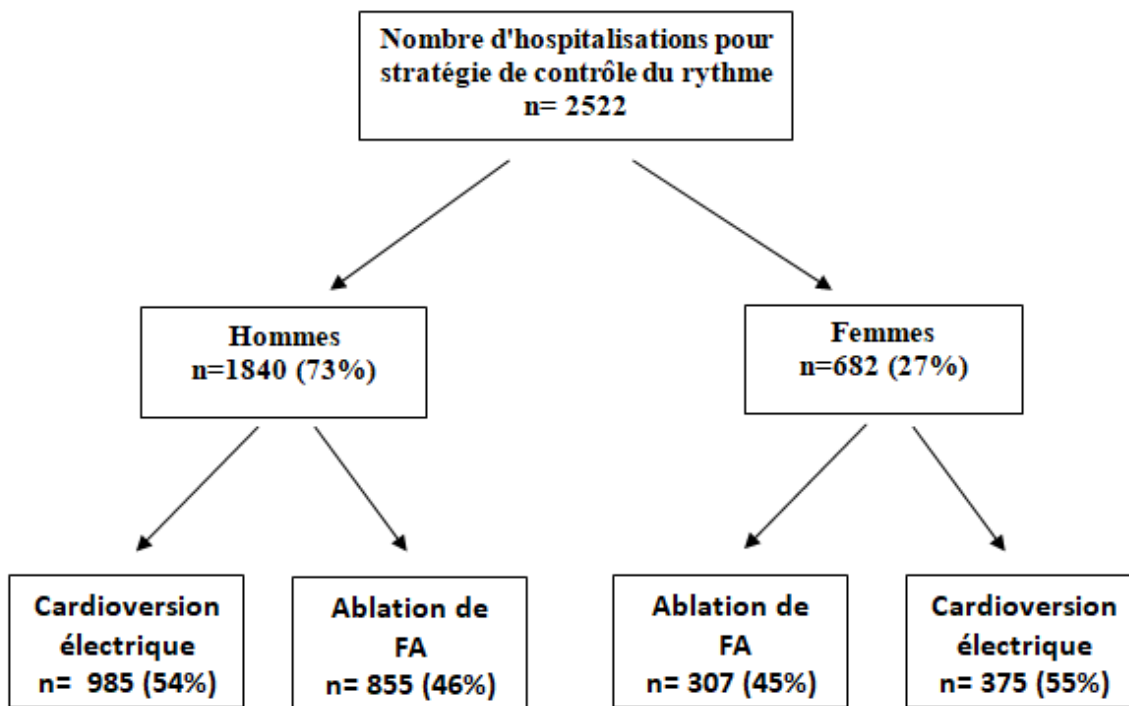 Nombre d'hospitalisations pour
stratégie de contrôle du rythme
n= 2522
Hommes
n=1840 (73%)
Femmes
n=682 (27%)
Cardioversion
électrique
n= 985 (54%)
Ablation de
FA
n= 855 (46%)
Ablation de
FA
n= 307 (45%)
Cardioversion
électrique
n= 375 (55%)